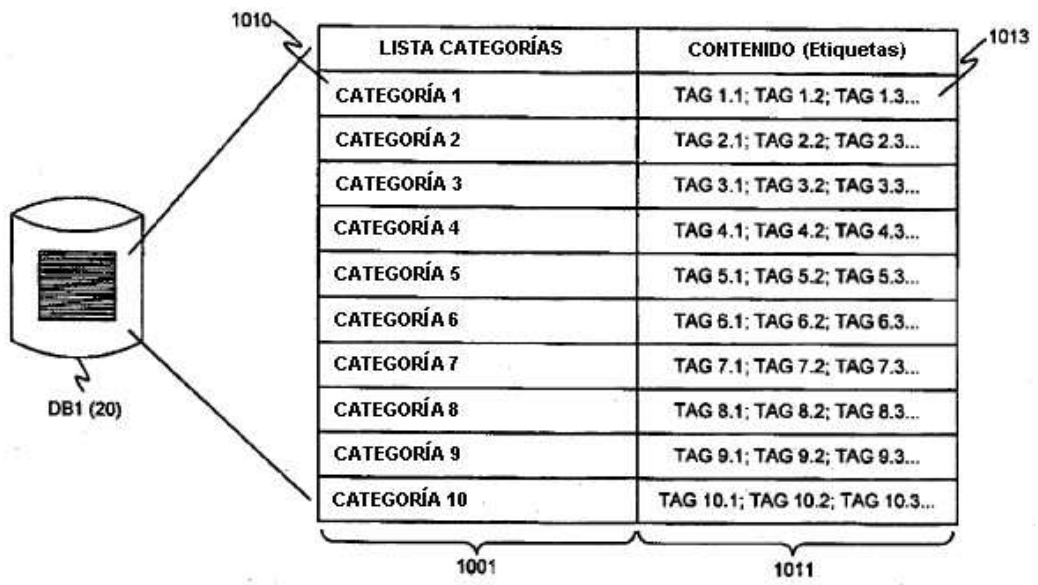 1010
1013
LISTA CATEGORÍAS CONTENIDO (Etiquetas)
CATEGORÍA 1 TAG 1.1; TAG 1.2; TAG 1.3...
CATEGORÍA 2 TAG 2.1; TAG 2.2; TAG 2.3...
CATEGORÍA 3 TAG 3.1; TAG 3.2; TAG 3.3...
CATEGORÍA 4 TAG 4.1; TAG 4.2; TAG 4.3...
CATEGORÍA 5 TAG 5.1; TAG 5.2; TAG 5.3...
CATEGORÍA 6 TAG 6.1; TAG 6.2; TAG 6.3...
CATEGORÍA 7 TAG 7.1; TAG 7.2; TAG 7.3...
CATEGORÍA 8 TAG 8.1; TAG 8.2; TAG 8.3...
CATEGORÍA 9 TAG 9.1; TAG 9.2; TAG 9.3...
CATEGORÍA 10 TAG 10.1; TAG 10.2; TAG 10.3...
DB1 (20)
1001
1011